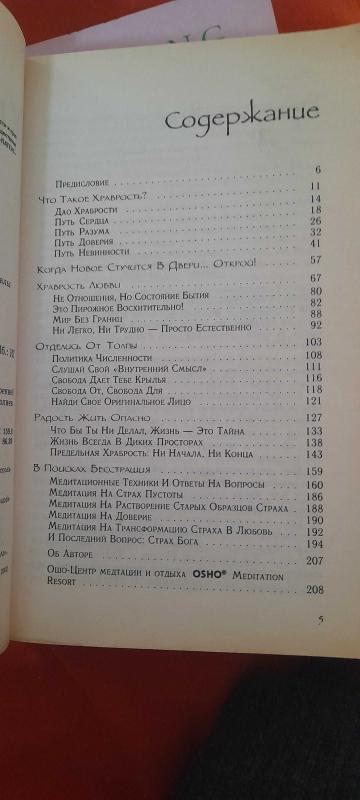 Содержание
Предисловие 6
Что Такое Храбрость? 11
Дао Храбрости 14
Путь Сердца 18
Путь Разума 26
Путь Доверия 32
Путь Невинности 41
Когда Новое Стучится В Двери... Открой! 57
Храбрость Любви 67
Не Отношения, Но Состояние Бытия 80
Это Пирожное Восхитительно! 82
Мир Без Границ 88
Ни Легко, Ни Трудно — Просто Естественно 92
Отделись От Толпы 103
Политика Численности 108
Слушай Свой «Внутренний Смысл» 111
Свобода Дает Тебе Крылья 116
Свобода От, Свобода Для 118
Найди Свое Оригинальное Лицо 121
Радость Жить Опасно 127
Что Бы Ты Ни Делал, Жизнь — Это Тайна 133
Жизнь Всегда В Диких Просторах 138
Предельная Храбрость: Ни Начала, Ни Конца 143
В Поисках Бесстрашия 159
Медитационные Техники И Ответы На Вопросы 160
Медитация На Страх Пустоты 186
Медитация На Растворение Старых Образцов Страха 188
Медитация На Доверие 190
Медитация На Трансформацию Страха В Любовь 192
И Последний Вопрос: Страх Бога 194
Об Авторе 207
Ошо-Центр медтации и отдыха OSHO® Meditation
Resort 208
5